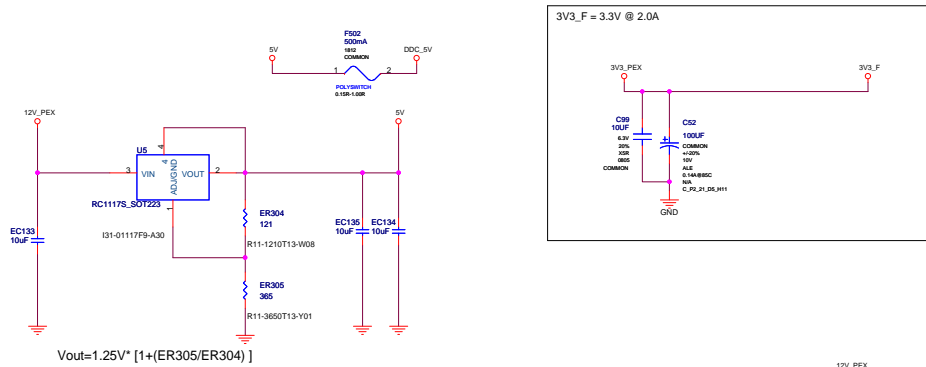 F502
500mA
1812
COMMON
5V
DDC_5V
1
2
POLYSWITCH
0.15R-1.00R
12V_PEX
5V
4
U5
4
3
VIN
ADJ/GND
VOUT
2
RC1117S_SOT223
1
I31-01117F9-A30
EC133
10uF
ER304
121
R11-1210T13-W08
EC135
10uF
EC134
10uF
ER305
365
R11-3650T13-Y01
Vout=1.25V* [1+(ER305/ER304) ]
3V3_F = 3.3V @ 2.0A
3V3_PEX
3V3_F
C99
10UF
6.3V
20%
X5R
0805
COMMON
C52
100UF
COMMON
+/-20%
10V
ALE
0.14A@85C
N/A
C_P2_21_D5_H11
GND
12V_PEX